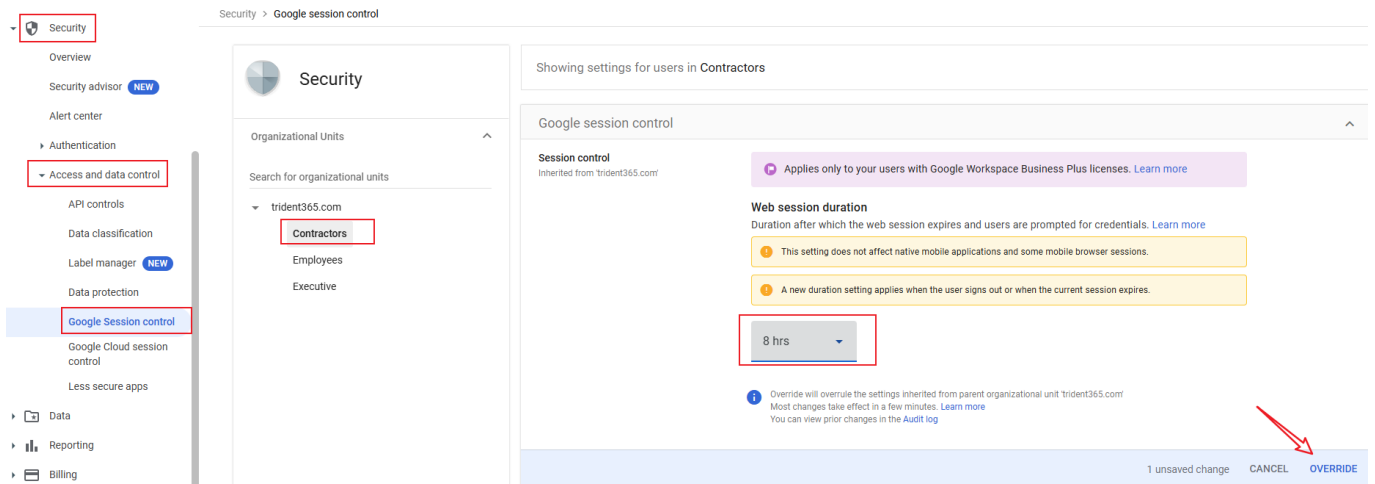 Security
Overview
Security advisor NEW
Alert center
Authentication
Access and data control
API controls
Data classification
Label manager NEW
Data protection
Google Session control
Google Cloud session
control
Less secure apps
Data
Reporting
Billing
Security > Google session control
Security
Organizational Units
Search for organizational units
trident365.com
Contractors
Employees
Executive
Showing settings for users in Contractors
Google session control
Session control
Inherited from 'trident365.com'
Applies only to your users with Google Workspace Business Plus licenses. Learn more
Web session duration
Duration after which the web session expires and users are prompted for credentials. Learn more
This setting does not affect native mobile applications and some mobile browser sessions.
A new duration setting applies when the user signs out or when the current session expires.
8 hrs
Override will overrule the settings inherited from parent organizational unit 'trident365.com'
Most changes take effect in a few minutes. Learn more
You can view prior changes in the Audit log
1 unsaved change CANCEL OVERRIDE